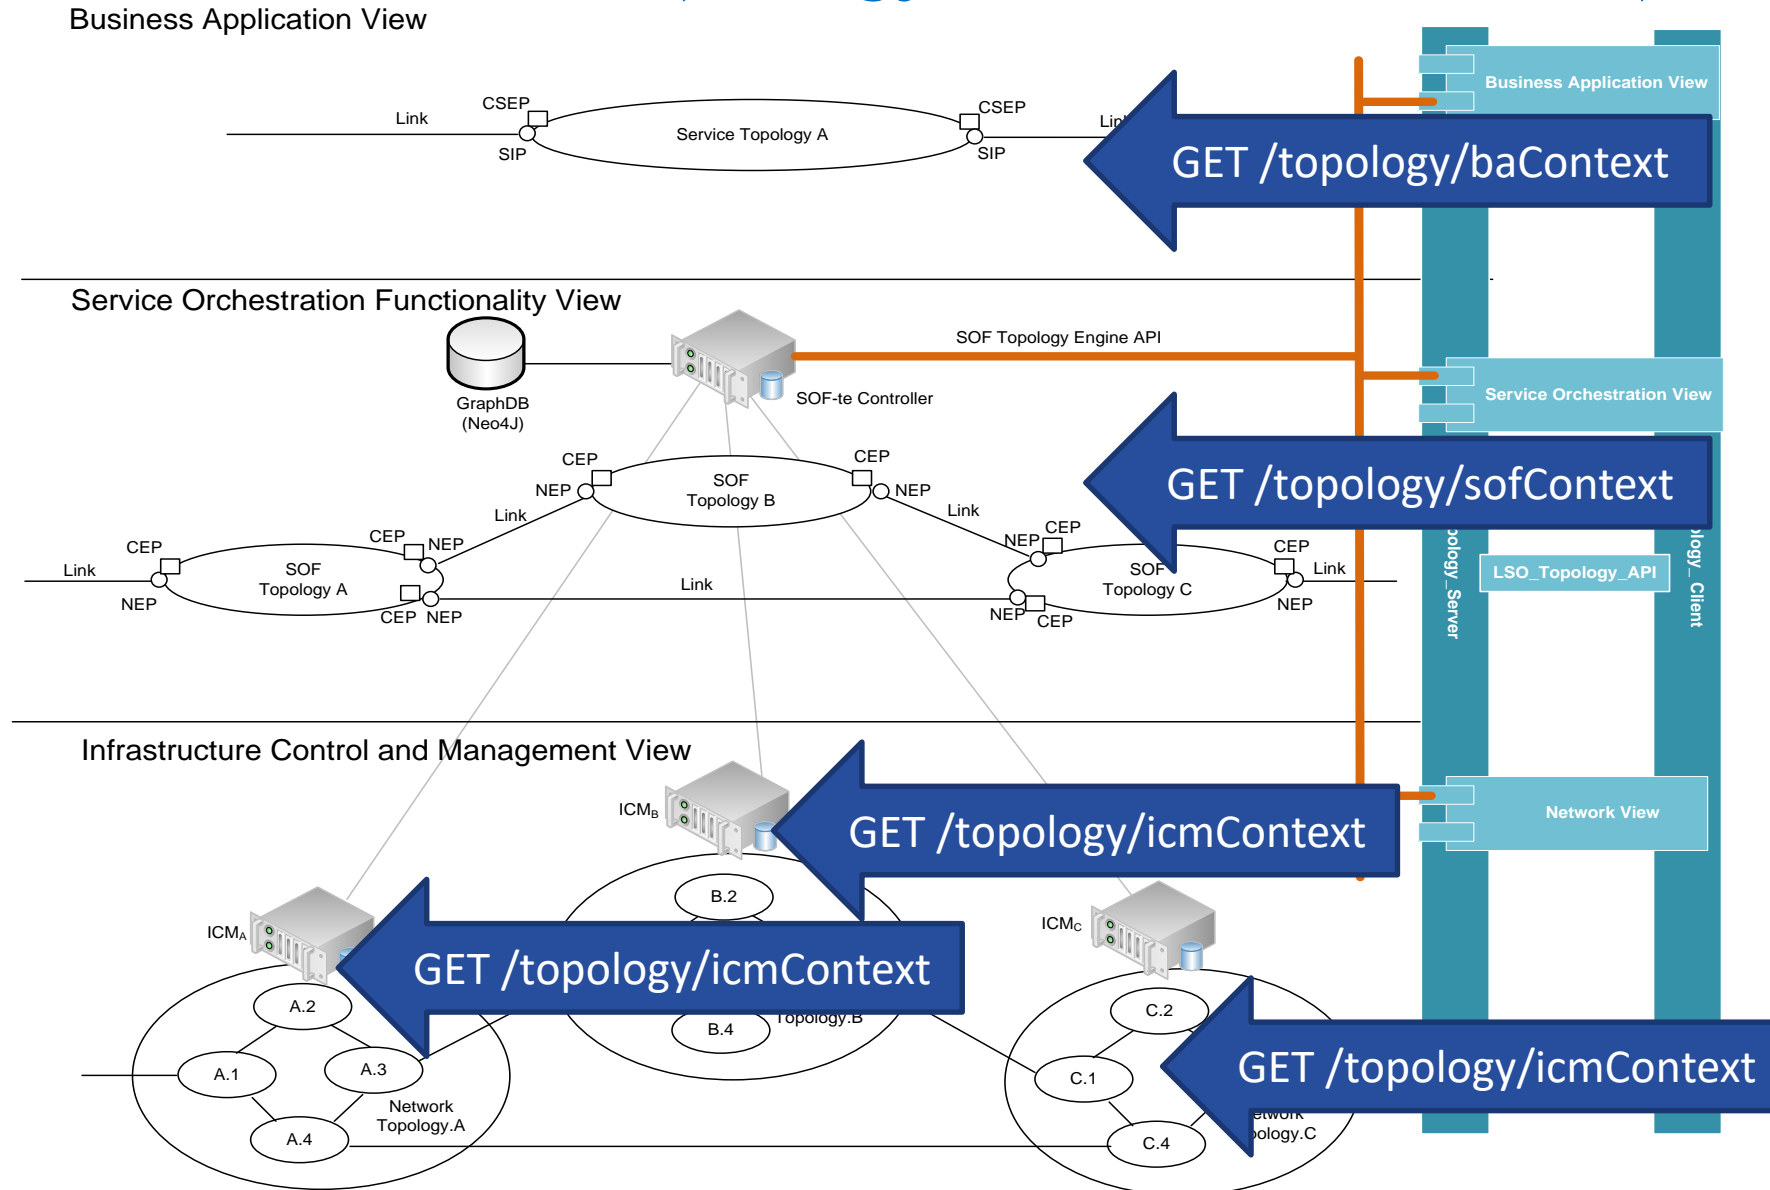 Business Application View
Business Application View
CSEP
CSEP
Link
Service Topology A
SIP
SIP
GET /topology/baContext
Service Orchestration Functionality View
SOF Topology Engine API
GraphDB
(Neo4J)
SOF-te Controller
Service Orchestration View
CEP
CEP
SOF
Topology B
NEP
NEP
Link
Link
GET /topology/sofContext
CEP
CEP
NEP
NEP
CEP
CEP
Link
SOF
Topology A
SOF
Topology C
Link
NEP
CEP
NEP
Link
NEP
CEP
NEP
LSO_Topology_API
Server
Client
Infrastructure Control and Management View
ICMB
GET /topology/icmContext
Network View
B.2
ICMA
ICMC
GET /topology/icmContext
A.2
B.4
C.2
A.1
A.3
C.1
GET /topology/icmContext
Network
Topology.A
A.4
C.4